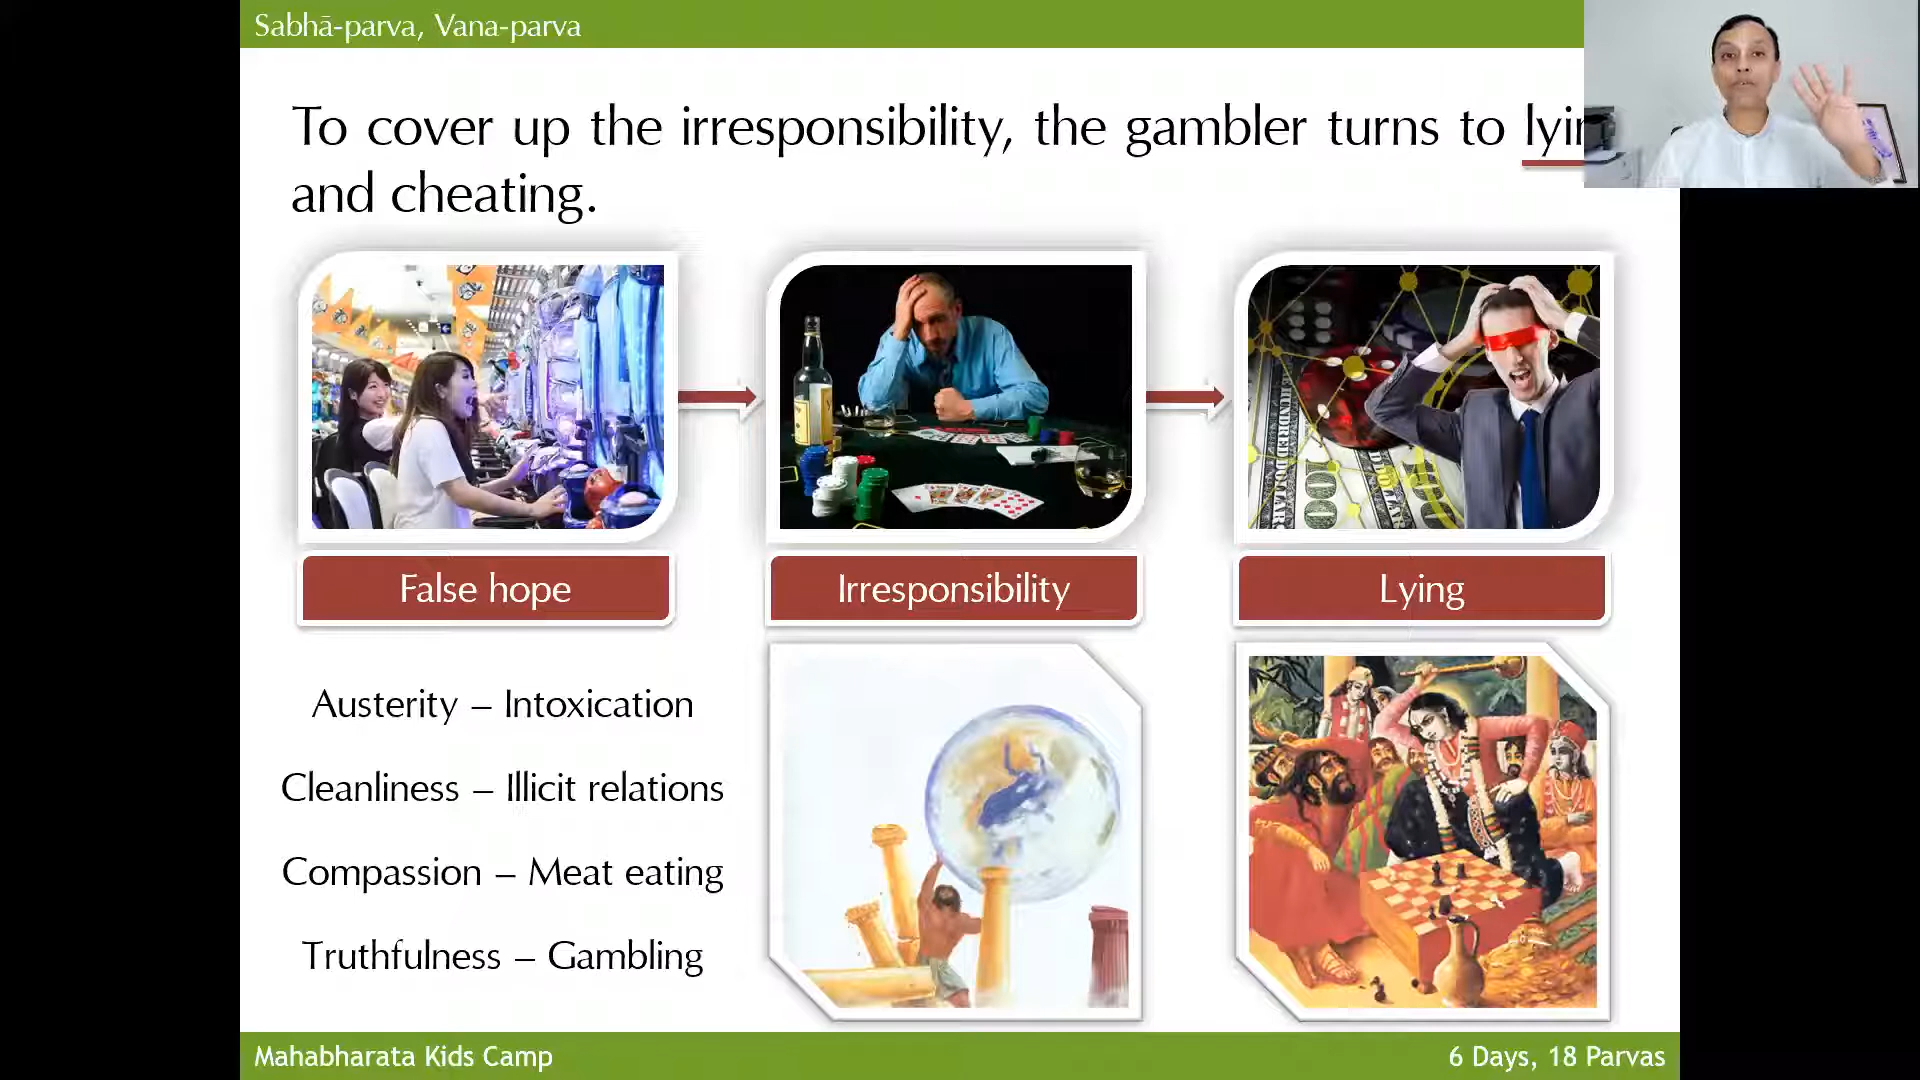 Sabhā-parva, Vana-parva
To cover up the irresponsibility, the gambler turns to
and cheating.
False hope
Irresponsibility
Lying
Austerity – Intoxication
Cleanliness – Illicit relations
Compassion – Meat eating
Truthfulness – Gambling
Mahabharata Kids Camp
6 Days, 18 Parvas